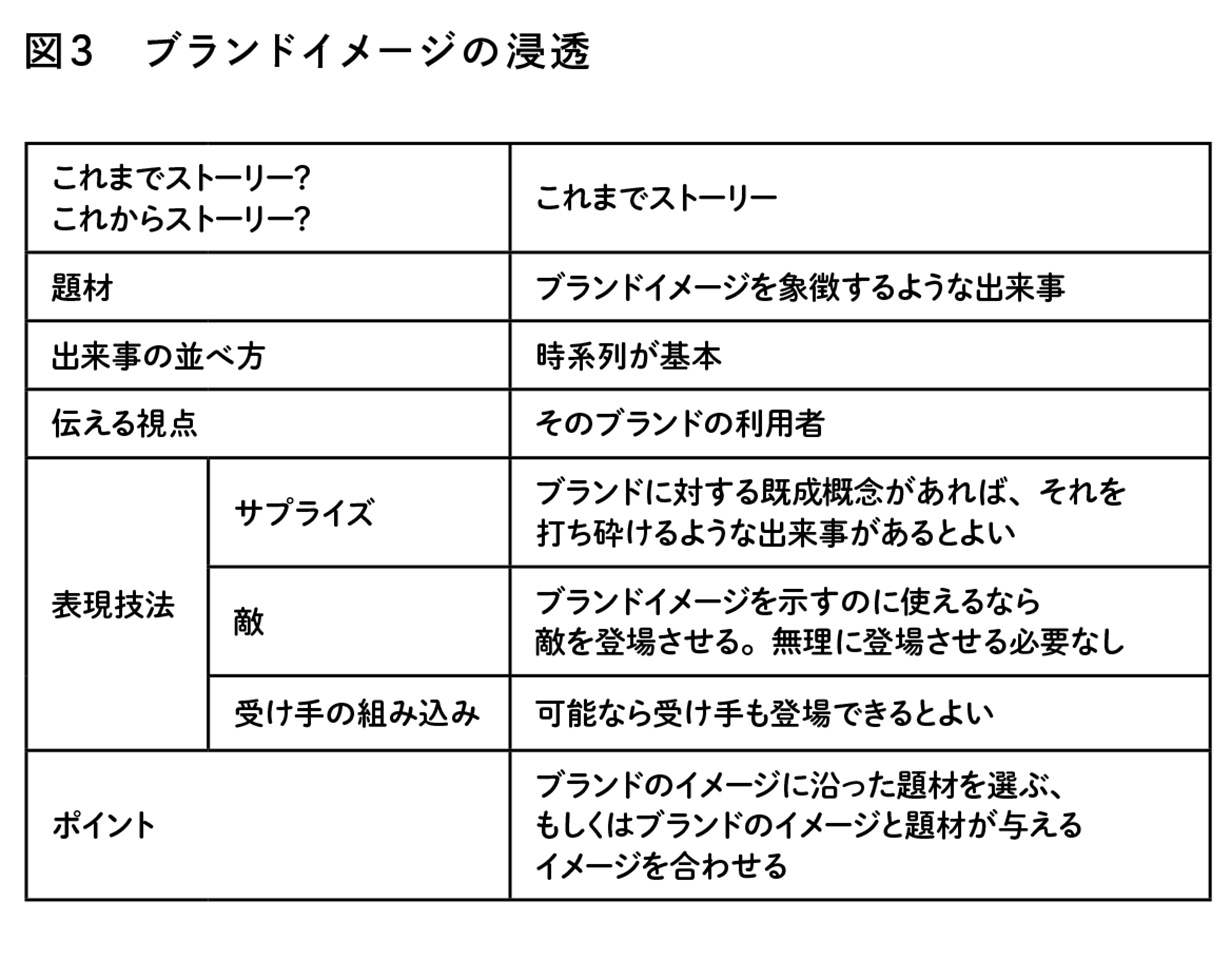 図3 ブランドイメージの浸透
これまでストーリー?
これからストーリー?
これまでストーリー
題材
ブランドイメージを象徴するような出来事
出来事の並べ方
時系列が基本
伝える視点
そのブランドの利用者
表現技法
サプライズ
ブランドに対する既成概念があれば、それを
打ち砕けるような出来事があるとよい
敵
ブランドイメージを示すのに使えるなら
敵を登場させる。無理に登場させる必要なし
受け手の組み込み
可能なら受け手も登場できるとよい
ポイント
ブランドのイメージに沿った題材を選ぶ、
もしくはブランドのイメージと題材が与える
イメージを合わせる